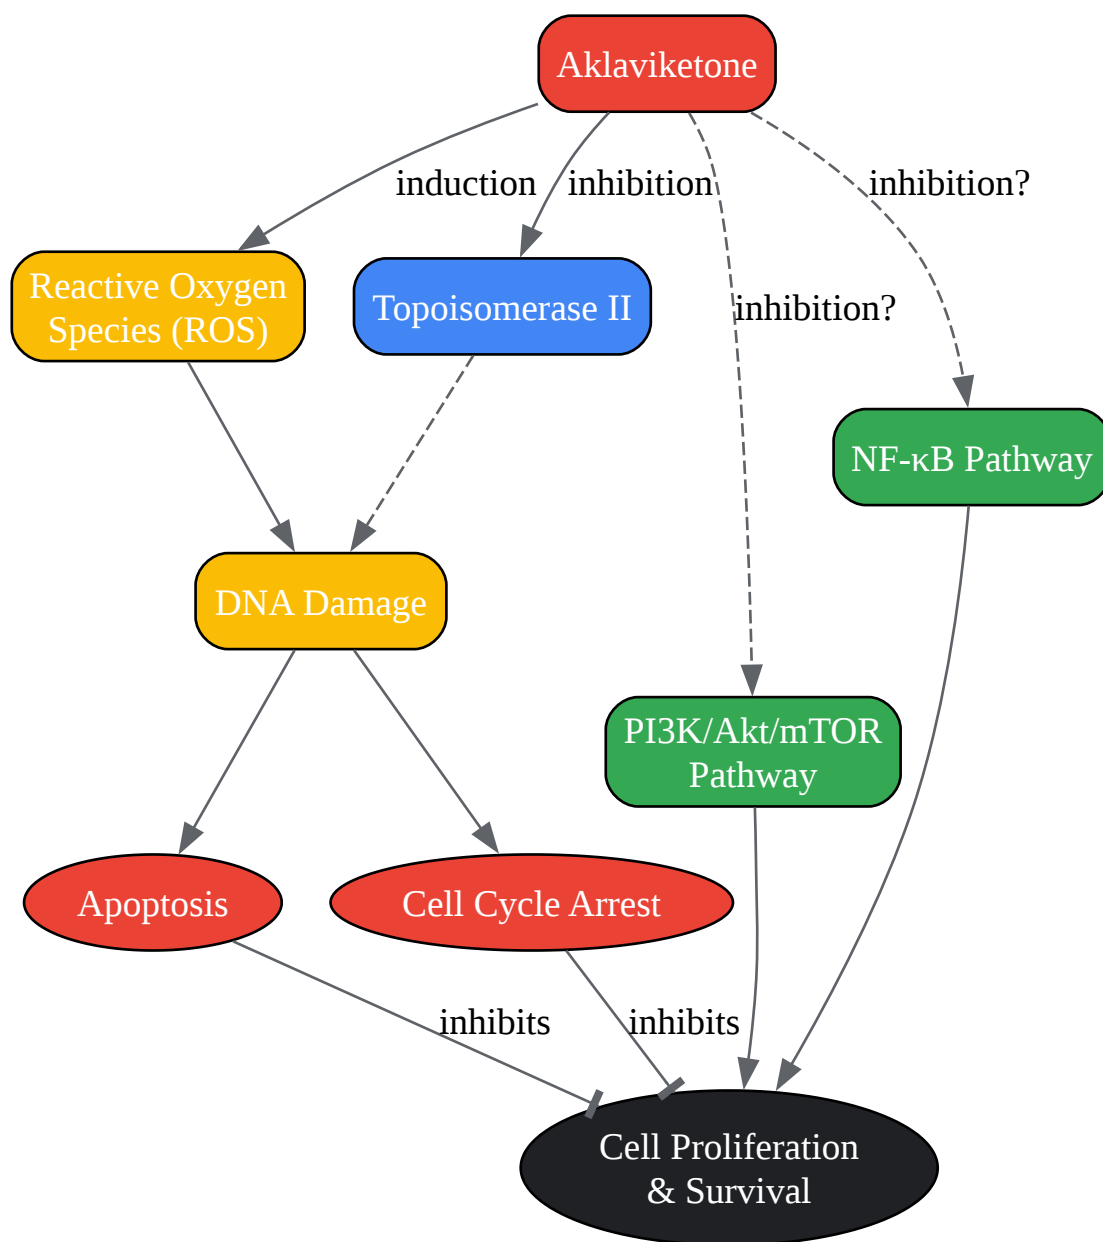 Aklaviketone
induction
inhibition
inhibition?
Reactive Oxygen
Species (ROS)
Topoisomerase II
inhibition?
NF-κB Pathway
DNA Damage
PI3K/Akt/mTOR
Pathway
Apoptosis
Cell Cycle Arrest
inhibits
inhibits
Cell Proliferation
& Survival